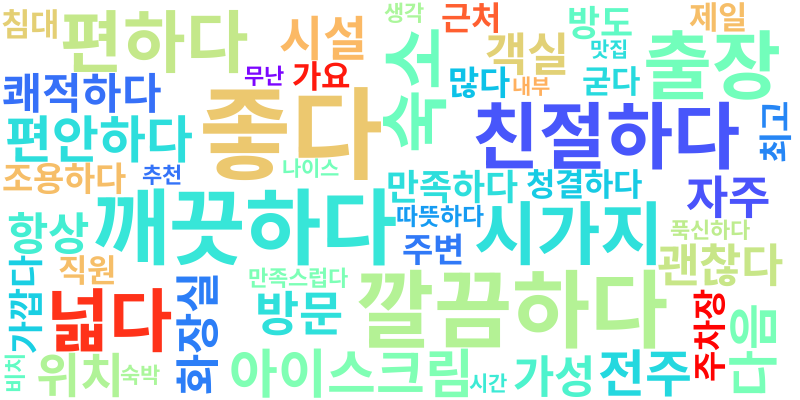 침대
편하다
시설
생각
근처
방도
제일
숙소
객실
맛집
출장
무난
가요
많다
내부
굳다
쾌적하다
좋다
친절하다
최고
편안하다
나이스
조용하다
추천
만족하다
청결하다
자주
깨끗하다
따뜻하다
시가지
푹신하다
항상
주변
괜찮다
가깝다
직원
만족스럽다
넓다
화장실
방문
깔끔하다
주차장
다음
비치
위치
숙박
아이스크림
시간
가성
전주